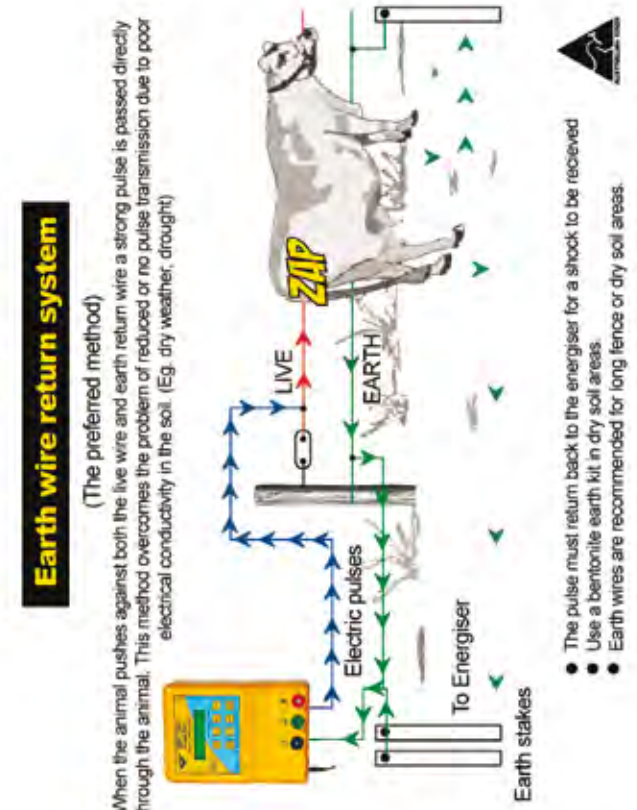 Earth wire return system
(The preferred method)
When the animal pushes against both the live wire and earth return wire a strong pulse is passed directly
through the animal. This method overcomes the problem of reduced or no pulse transmission due to poor
electrical conductivity in the soil. (Eg. dry weather, drought)
LIVE
ZAP
EARTH
Electric pulses
To Energiser
Earth stakes
● The pulse must return back to the energiser for a shock to be recieved
● Use a bentonite earth kit in dry soil areas.
● Earth wires are recommended for long fence or dry soil areas.